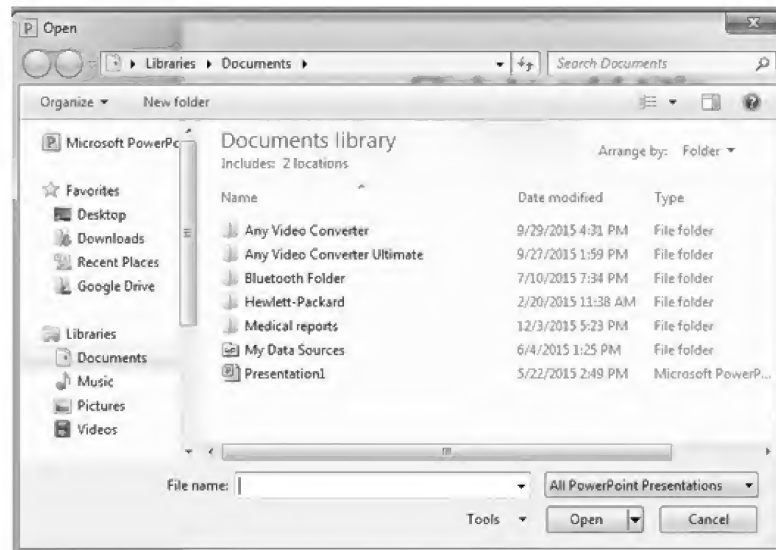 Open
Libraries Documents
Search Documents
Organize New folder
Microsoft PowerPc
Favorites
Desktop
Downloads
Recent Places
Google Drive
Libraries
Documents
Music
Pictures
Videos
Documents library
Includes: 2 locations
Arrange by: Folder
Name Date modified Type
Any Video Converter 9/29/2015 4:31 PM File folder
Any Video Converter Ultimate 9/27/2015 1:59 PM File folder
Bluetooth Folder 7/10/2015 7:34 PM File folder
Hewlett-Packard 2/20/2015 11:38 AM File folder
Medical reports 12/3/2015 5:23 PM File folder
My Data Sources 6/4/2015 1:25 PM File folder
Presentation1 5/22/2015 2:49 PM Microsoft PowerP...
File name: All PowerPoint Presentations
Tools Open Cancel